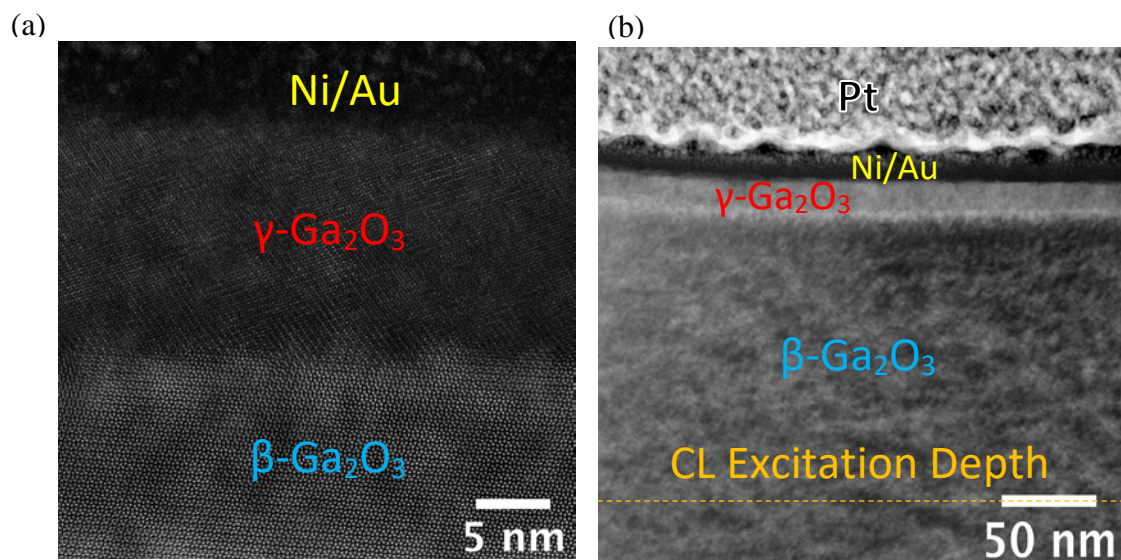 (a)
Ni/Au
γ-Ga₂O₃
β-Ga₂O₃
5 nm
(b)
Pt
Ni/Au
γ-Ga₂O₃
β-Ga₂O₃
CL Excitation Depth
50 nm